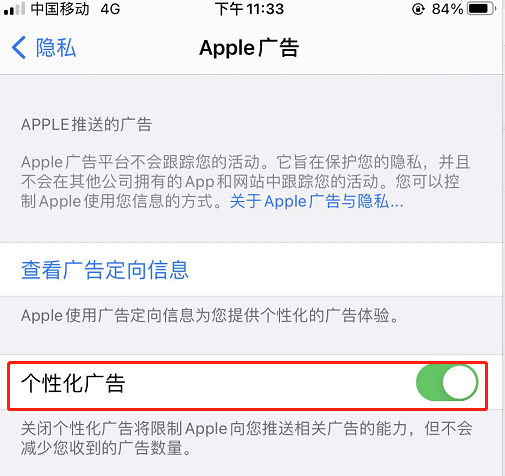 中国移动 4G 下午11:33 84%
隐私 Apple广告
APPLE推送的广告
Apple广告平台不会跟踪您的活动。它旨在保护您的隐私，并且
不会在其他公司拥有的App和网站中跟踪您的活动。您可以控
制Apple使用您信息的方式。关于Apple广告与隐私...
查看广告定向信息
Apple使用广告定向信息为您提供个性化的广告体验。
个性化广告
关闭个性化广告将限制Apple向您推送相关广告的能力，但不会
减少您收到的广告数量。